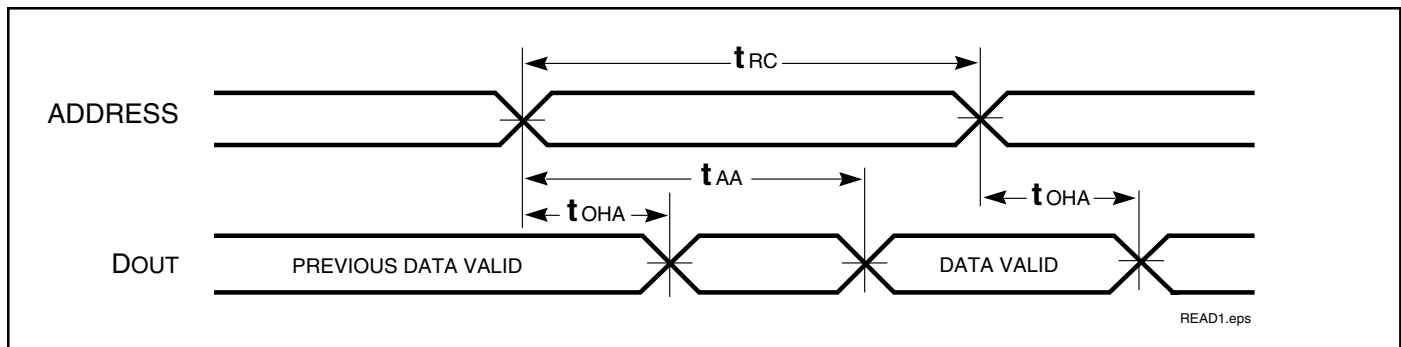 tRC
ADDRESS
tAA
tOHA
tOHA
DOUT
PREVIOUS DATA VALID
DATA VALID
READ1.eps